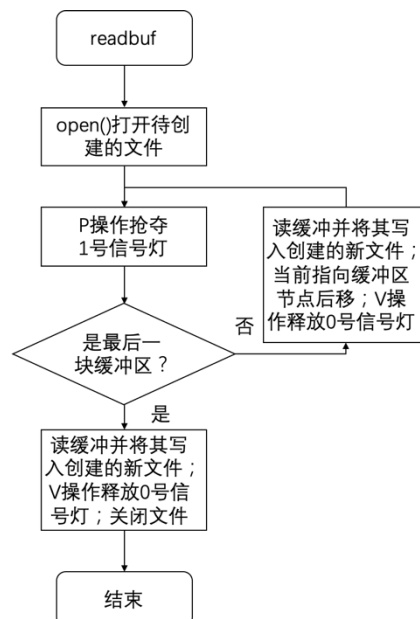 readbuf
open()打开待创
建的文件
P操作抢夺
1号信号灯
读缓冲并将其写
入创建的新文件；
当前指向缓冲区
节点后移；V操
作释放0号信号灯
是最后一
块缓冲区？
否
是
读缓冲并将其写
入创建的新文件；
V操作释放0号信
号灯；关闭文件
结束